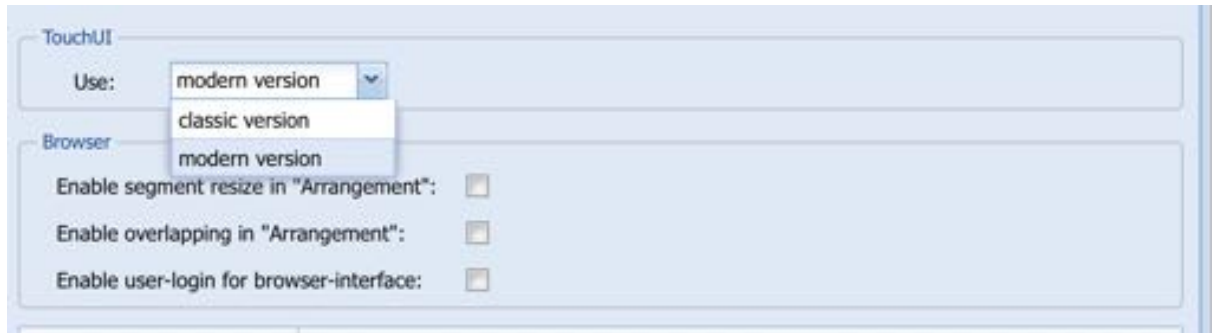 TouchUI
Use: modern version
classic version
modern version
Browser
Enable segment resize in "Arrangement":
Enable overlapping in "Arrangement":
Enable user-login for browser-interface: